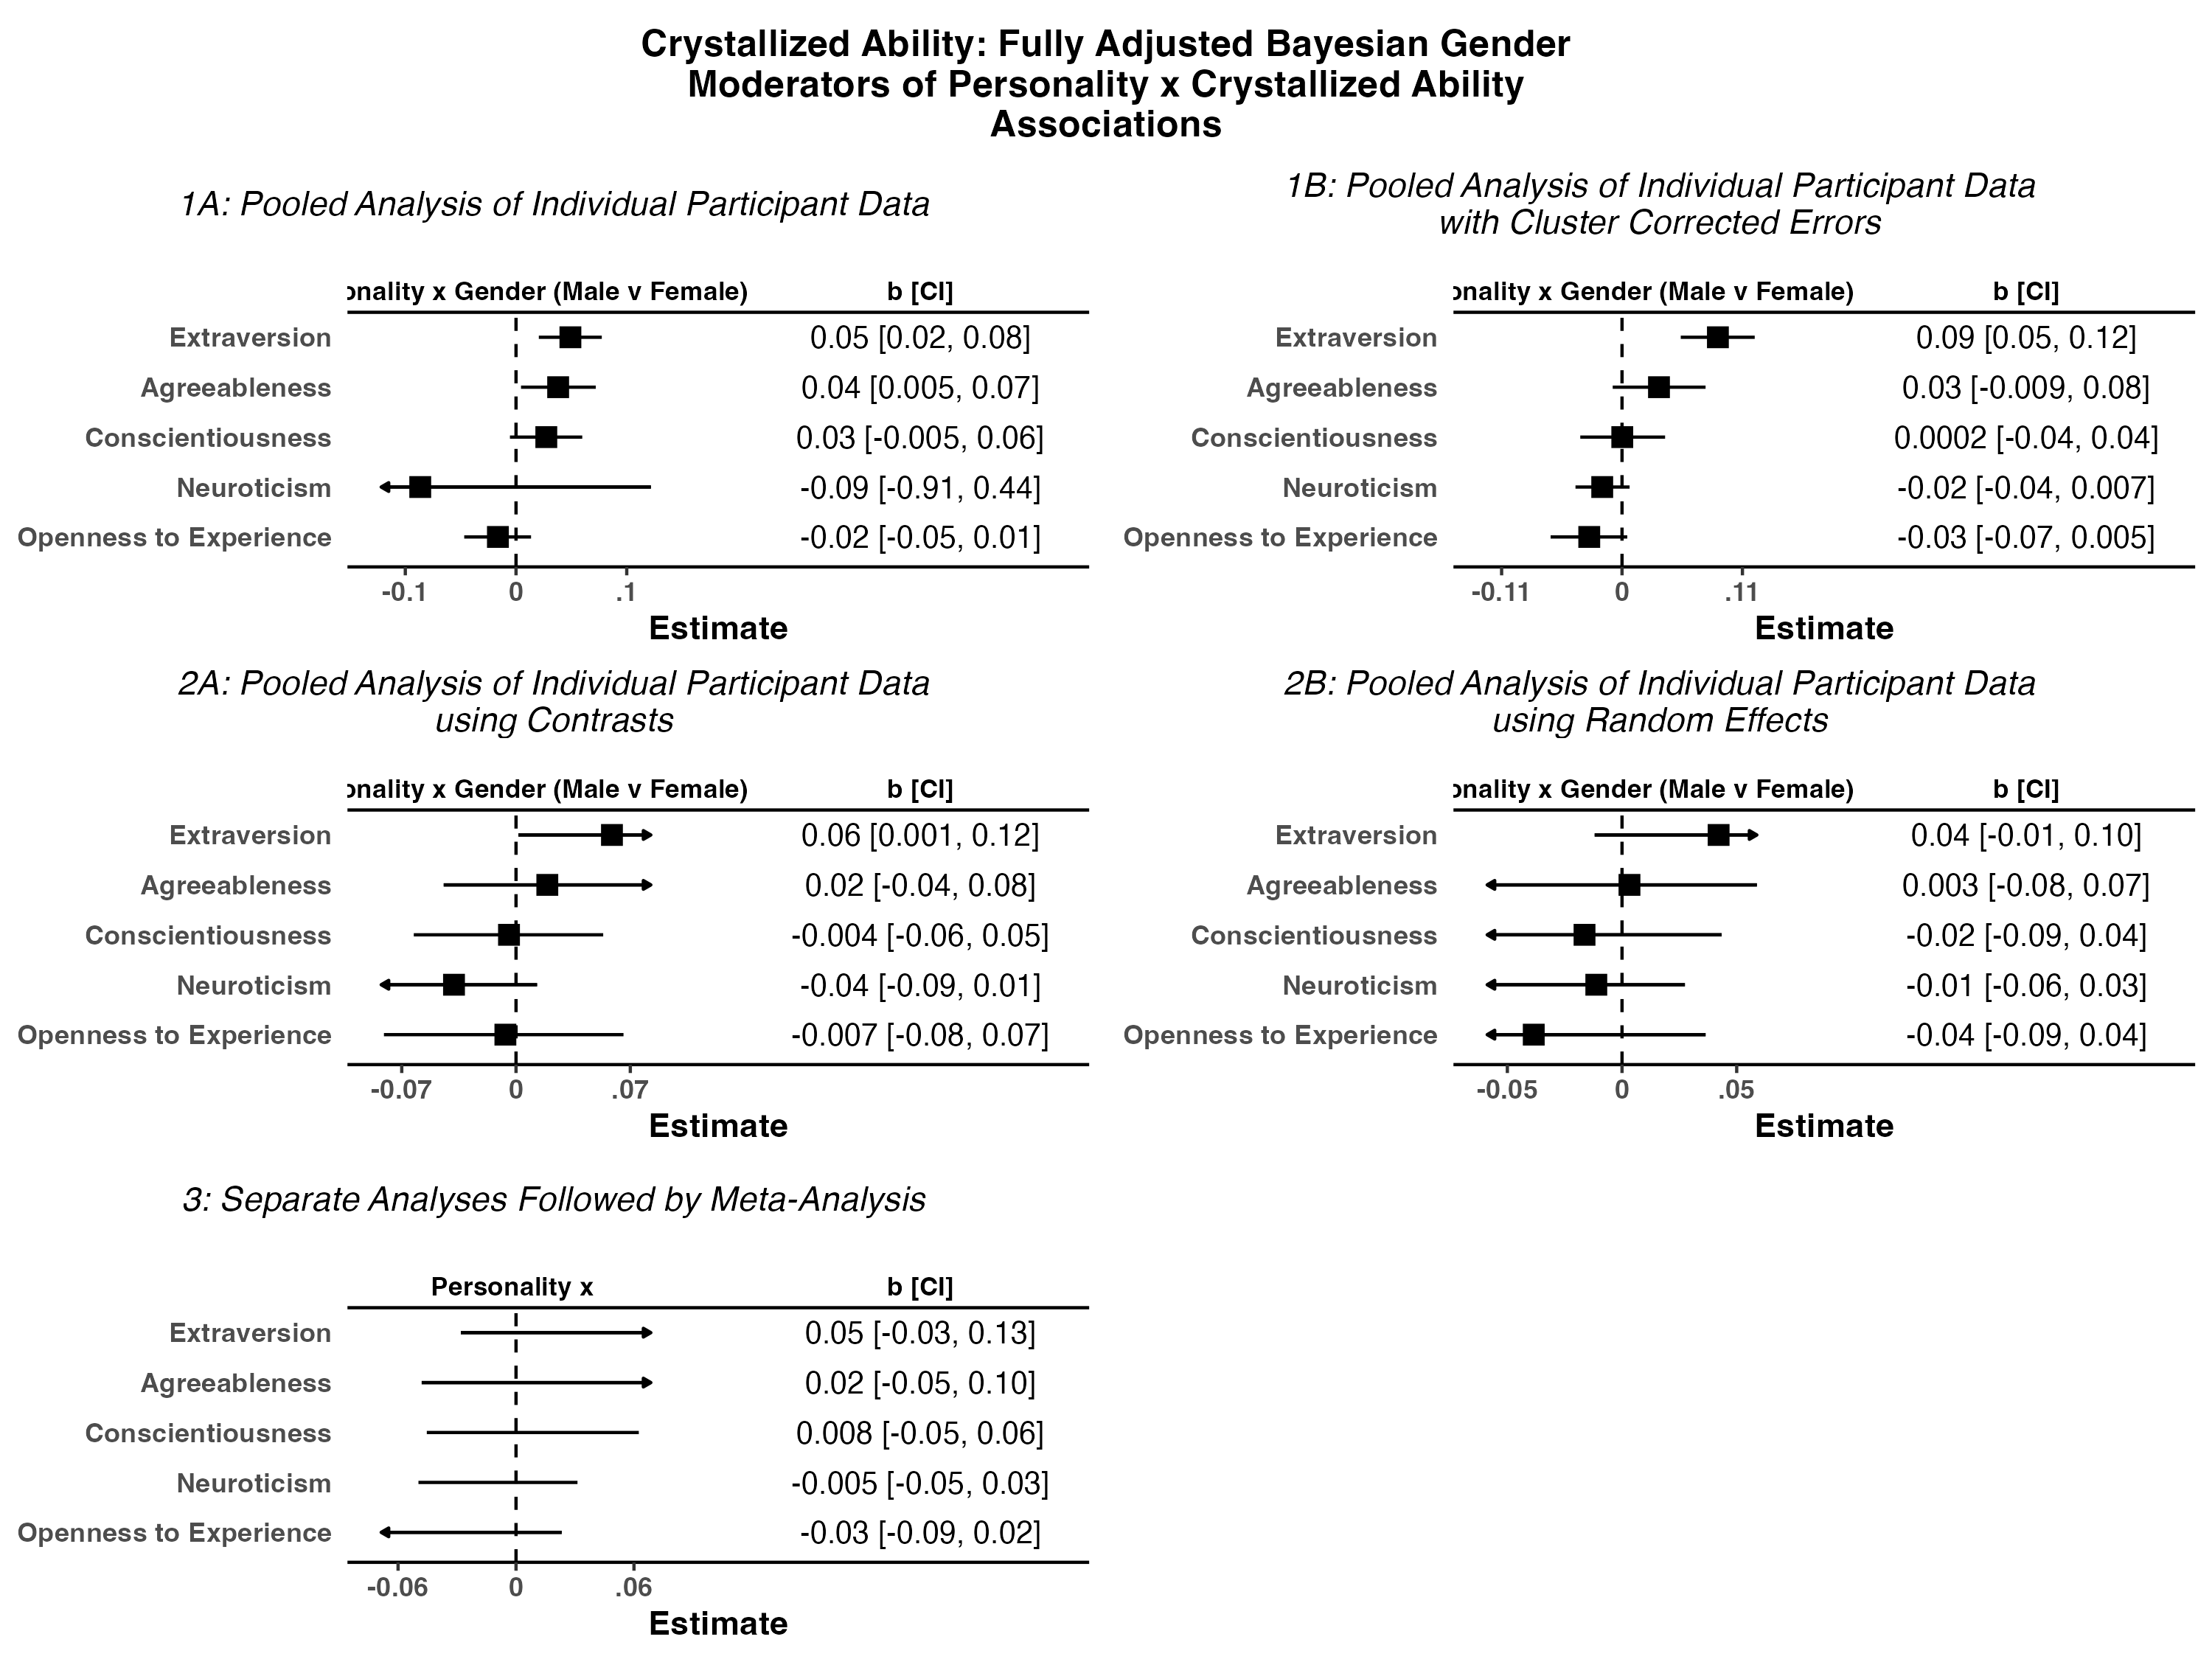 Crystallized Ability: Fully Adjusted Bayesian Gender
Moderators of Personality x Crystallized Ability
Associations
1A: Pooled Analysis of Individual Participant Data
onality x Gender (Male v Female) b [CI]
Extraversion 0.05 [0.02, 0.08]
Agreeableness 0.04 [0.005, 0.07]
Conscientiousness 0.03 [-0.005, 0.06]
Neuroticism -0.09 [-0.91, 0.44]
Openness to Experience -0.02 [-0.05, 0.01]
-0.1 0 .1
Estimate
1B: Pooled Analysis of Individual Participant Data
with Cluster Corrected Errors
onality x Gender (Male v Female) b [CI]
Extraversion 0.09 [0.05, 0.12]
Agreeableness 0.03 [-0.009, 0.08]
Conscientiousness 0.0002 [-0.04, 0.04]
Neuroticism -0.02 [-0.04, 0.007]
Openness to Experience -0.03 [-0.07, 0.005]
-0.11 0 .11
Estimate
2A: Pooled Analysis of Individual Participant Data
using Contrasts
onality x Gender (Male v Female) b [CI]
Extraversion 0.06 [0.001, 0.12]
Agreeableness 0.02 [-0.04, 0.08]
Conscientiousness -0.004 [-0.06, 0.05]
Neuroticism -0.04 [-0.09, 0.01]
Openness to Experience -0.007 [-0.08, 0.07]
-0.07 0 .07
Estimate
2B: Pooled Analysis of Individual Participant Data
using Random Effects
onality x Gender (Male v Female) b [CI]
Extraversion 0.04 [-0.01, 0.10]
Agreeableness 0.003 [-0.08, 0.07]
Conscientiousness -0.02 [-0.09, 0.04]
Neuroticism -0.01 [-0.06, 0.03]
Openness to Experience -0.04 [-0.09, 0.04]
-0.05 0 .05
Estimate
3: Separate Analyses Followed by Meta-Analysis
Personality x b [CI]
Extraversion 0.05 [-0.03, 0.13]
Agreeableness 0.02 [-0.05, 0.10]
Conscientiousness 0.008 [-0.05, 0.06]
Neuroticism -0.005 [-0.05, 0.03]
Openness to Experience -0.03 [-0.09, 0.02]
-0.06 0 .06
Estimate